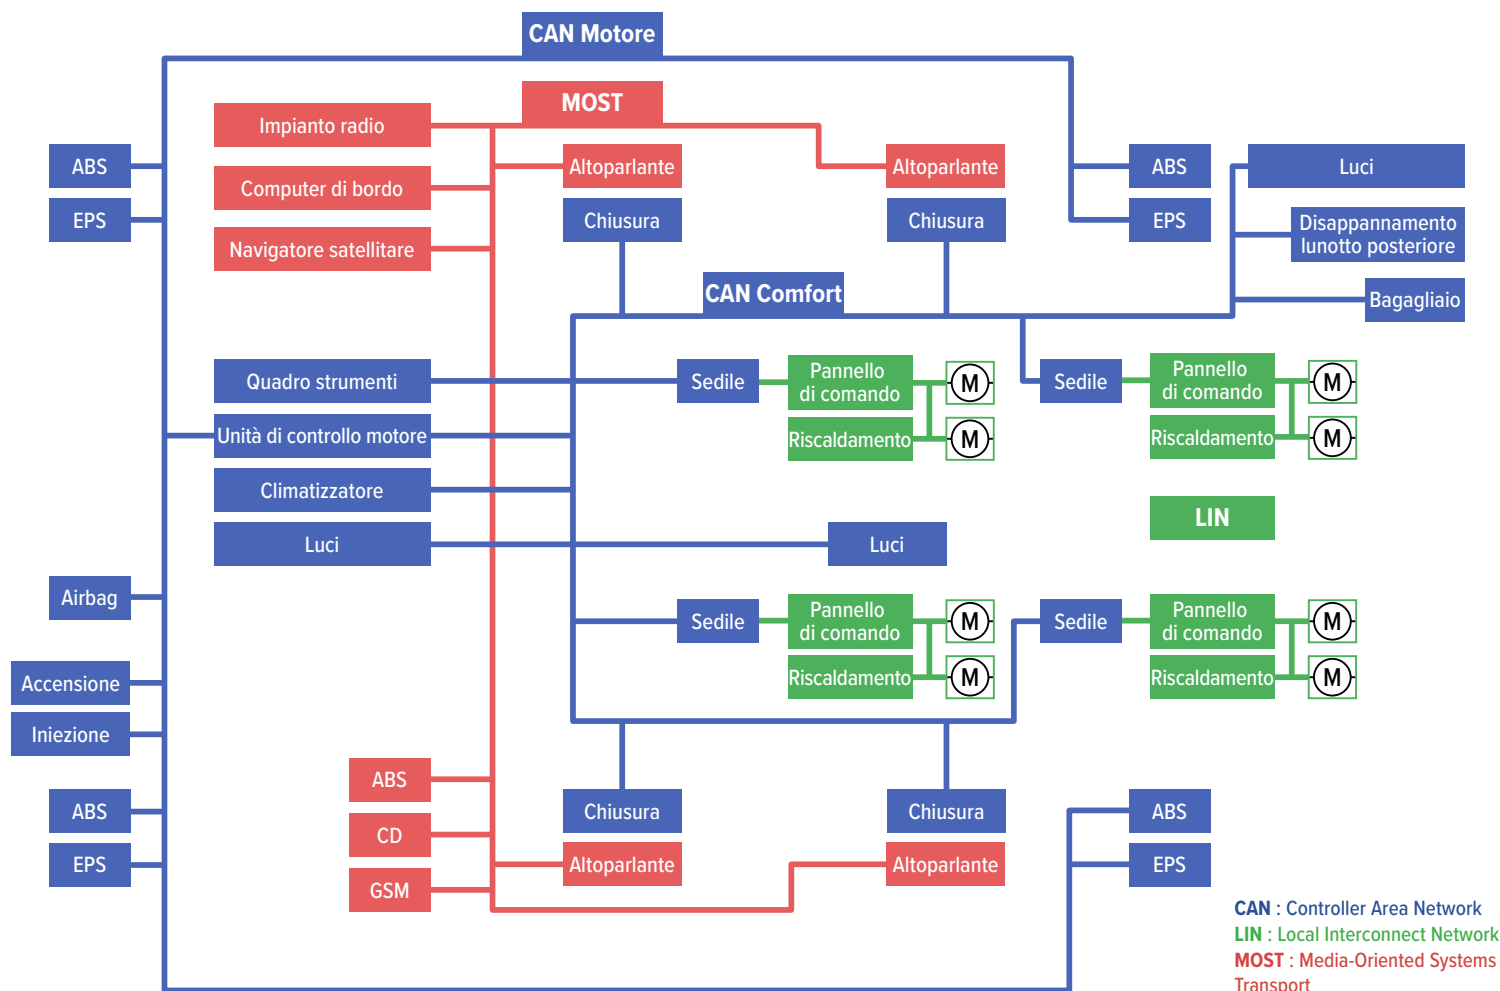 CAN Motore
MOST
Impianto radio
ABS
Altoparlante
Altoparlante
ABS
Luci
Computer di bordo
EPS
Chiusura
Chiusura
EPS
Disappannamento
lunotto posteriore
Navigatore satellitare
CAN Comfort
Bagagliaio
Quadro strumenti
Sedile
Pannello
di comando
M
Sedile
Pannello
di comando
M
Unità di controllo motore
Riscaldamento
M
Riscaldamento
M
Climatizzatore
LIN
Luci
Luci
Airbag
Sedile
Pannello
di comando
M
Sedile
Pannello
di comando
M
Accensione
Riscaldamento
M
Riscaldamento
M
Iniezione
ABS
ABS
Chiusura
Chiusura
ABS
CD
EPS
Altoparlante
Altoparlante
EPS
GSM
CAN : Controller Area Network
LIN : Local Interconnect Network
MOST : Media-Oriented Systems
Transport